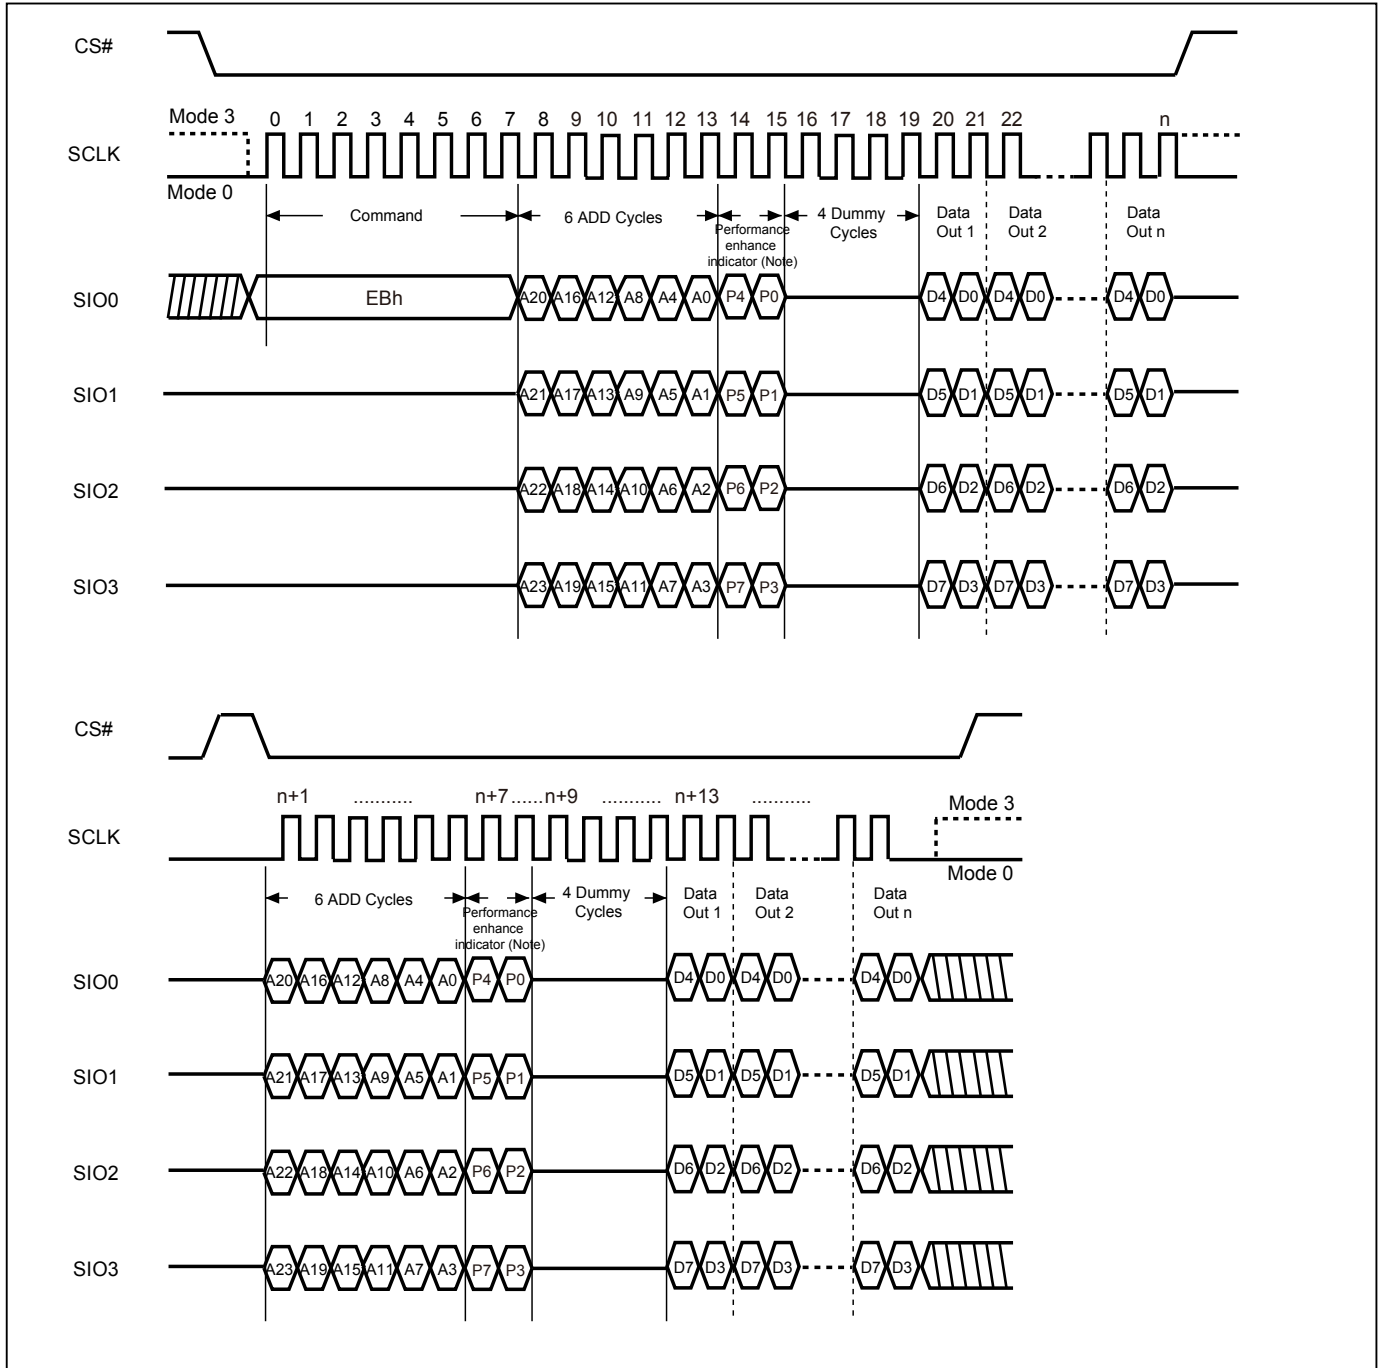 CS#
Mode 3
0 1 2 3 4 5 6 7 8 9 10 11 12 13 14 15 16 17 18 19 20 21 22 n
SCLK
Mode 0
Command
6 ADD Cycles
Performance
enhance
indicator (Note)
4 Dummy
Cycles
Data
Out 1
Data
Out 2
Data
Out n
SIO0 EBh A20 A16 A12 A8 A4 A0 P4 P0 D4 D0 D4 D0 D4 D0
SIO1 A21 A17 A13 A9 A5 A1 P5 P1 D5 D1 D5 D1 D5 D1
SIO2 A22 A18 A14 A10 A6 A2 P6 P2 D6 D2 D6 D2 D6 D2
SIO3 A23 A19 A15 A11 A7 A3 P7 P3 D7 D3 D7 D3 D7 D3
CS#
n+1 ........... n+7 ...... n+9 ........... n+13 ...........
Mode 3
SCLK
Mode 0
6 ADD Cycles
Performance
enhance
indicator (Note)
4 Dummy
Cycles
Data
Out 1
Data
Out 2
Data
Out n
SIO0 A20 A16 A12 A8 A4 A0 P4 P0 D4 D0 D4 D0 D4 D0
SIO1 A21 A17 A13 A9 A5 A1 P5 P1 D5 D1 D5 D1 D5 D1
SIO2 A22 A18 A14 A10 A6 A2 P6 P2 D6 D2 D6 D2 D6 D2
SIO3 A23 A19 A15 A11 A7 A3 P7 P3 D7 D3 D7 D3 D7 D3